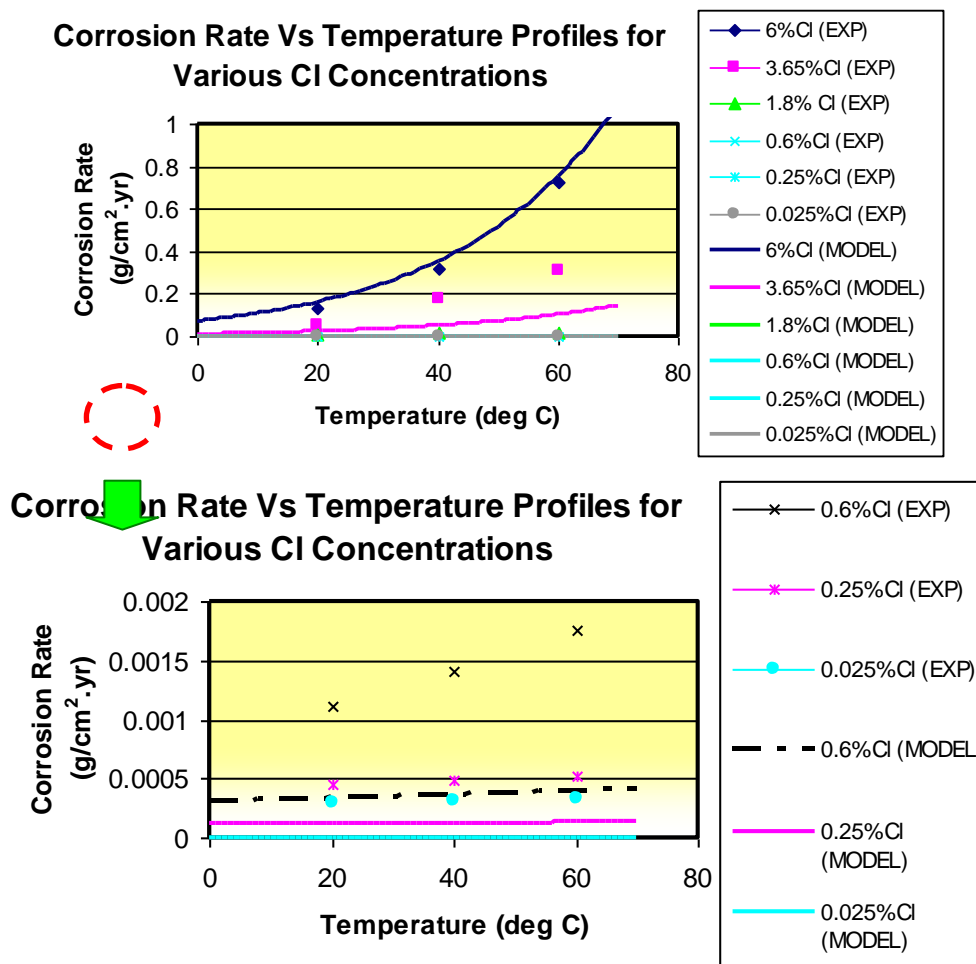 Corrosion Rate Vs Temperature Profiles for
Various Cl Concentrations
Corrosion Rate
(g/cm².yr)
1
0.8
0.6
0.4
0.2
0
0 20 40 60 80
Temperature (deg C)
6%Cl (EXP)
3.65%Cl (EXP)
1.8% Cl (EXP)
0.6%Cl (EXP)
0.25%Cl (EXP)
0.025%Cl (EXP)
6%Cl (MODEL)
3.65%Cl (MODEL)
1.8%Cl (MODEL)
0.6%Cl (MODEL)
0.25%Cl (MODEL)
0.025%Cl (MODEL)
Corrosion Rate Vs Temperature Profiles for
Various Cl Concentrations
Corrosion Rate
(g/cm².yr)
0.002
0.0015
0.001
0.0005
0
0 20 40 60 80
Temperature (deg C)
0.6%Cl (EXP)
0.25%Cl (EXP)
0.025%Cl (EXP)
0.6%Cl (MODEL
0.25%Cl
(MODEL)
0.025%Cl
(MODEL)